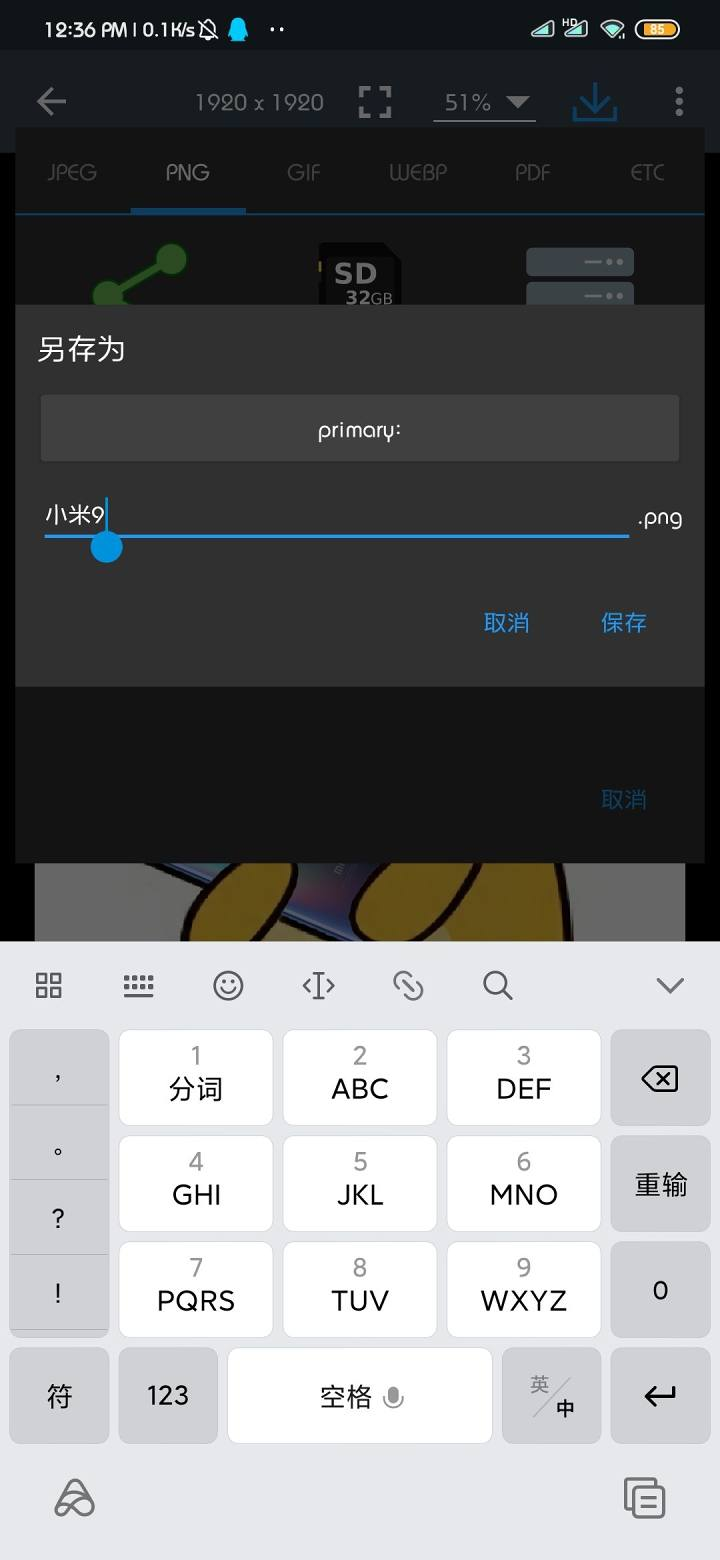 12:36 PM | 0.1K/s HD 85
1920 x 1920 51%
JPEG PNG GIF WEBP PDF ETC
SD
32GB
另存为
primary:
小米9 .png
取消 保存
取消
, 1 2 3
分词 ABC DEF
。 4 5 6
GHI JKL MNO 重输
?
! 7 8 9
PQRS TUV WXYZ 0
符 123 空格 英/中